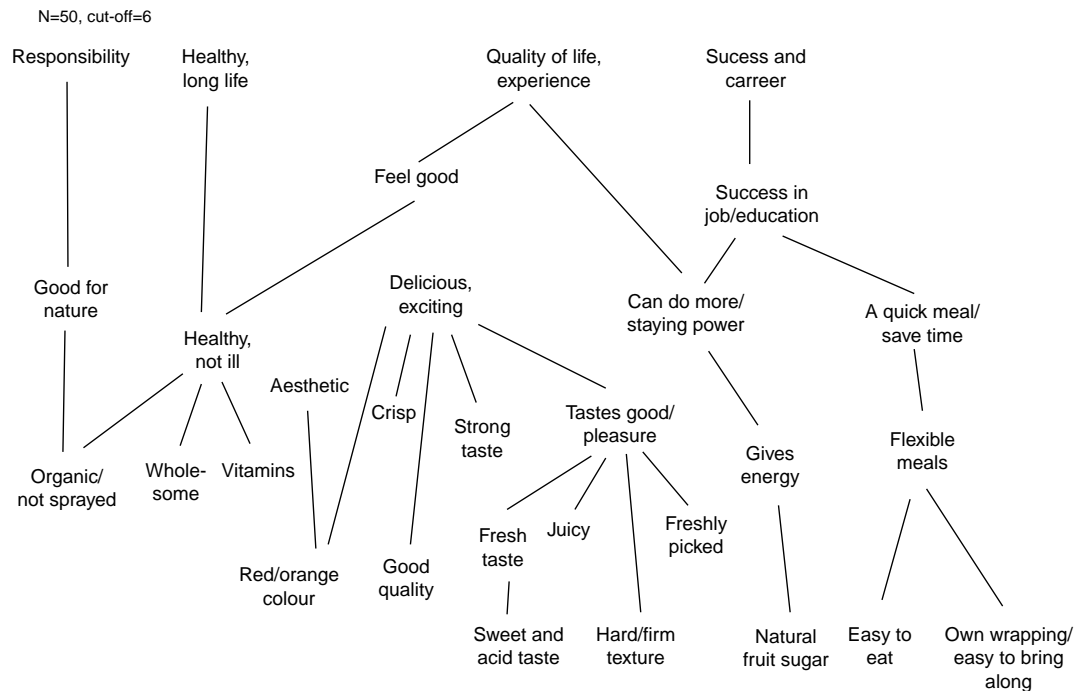 N=50, cut-off=6
Responsibility
Healthy,
long life
Quality of life,
experience
Sucess and
carreer
Feel good
Success in
job/education
Good for
nature
Delicious,
exciting
Can do more/
staying power
A quick meal/
save time
Healthy,
not ill
Aesthetic
Crisp
Strong
taste
Tastes good/
pleasure
Gives
energy
Flexible
meals
Organic/
not sprayed
Whole-
some
Vitamins
Fresh
taste
Juicy
Freshly
picked
Red/orange
colour
Good
quality
Sweet and
acid taste
Hard/firm
texture
Natural
fruit sugar
Easy to
eat
Own wrapping/
easy to bring
along